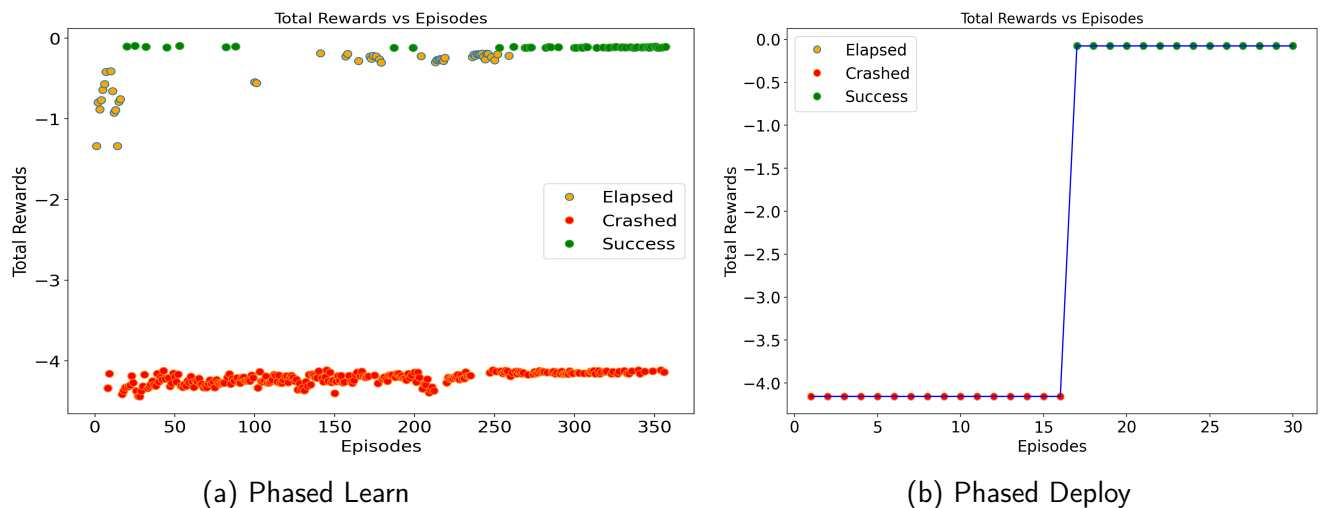 Total Rewards vs Episodes
0
−1
−2
−3
−4
Total Rewards
Elapsed
Crashed
Success
0 50 100 150 200 250 300 350
Episodes
(a) Phased Learn
Total Rewards vs Episodes
0.0
−0.5
−1.0
−1.5
−2.0
−2.5
−3.0
−3.5
−4.0
Total Rewards
Elapsed
Crashed
Success
0 5 10 15 20 25 30
Episodes
(b) Phased Deploy